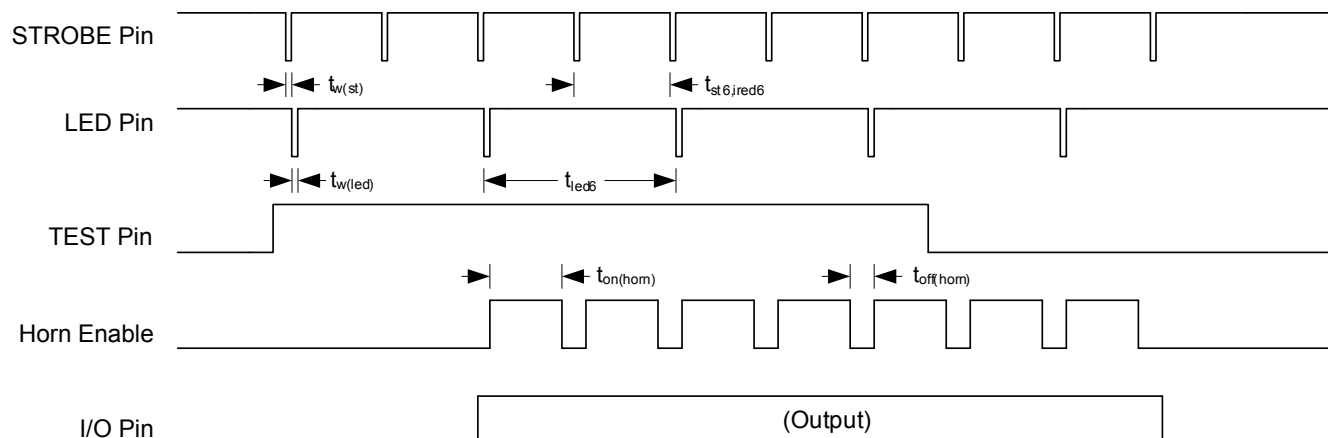 STROBE Pin
tw(st)
tst6,ired6
LED Pin
tw(led)
tled6
TEST Pin
ton(horn)
toff(horn)
Horn Enable
(Output)
I/O Pin